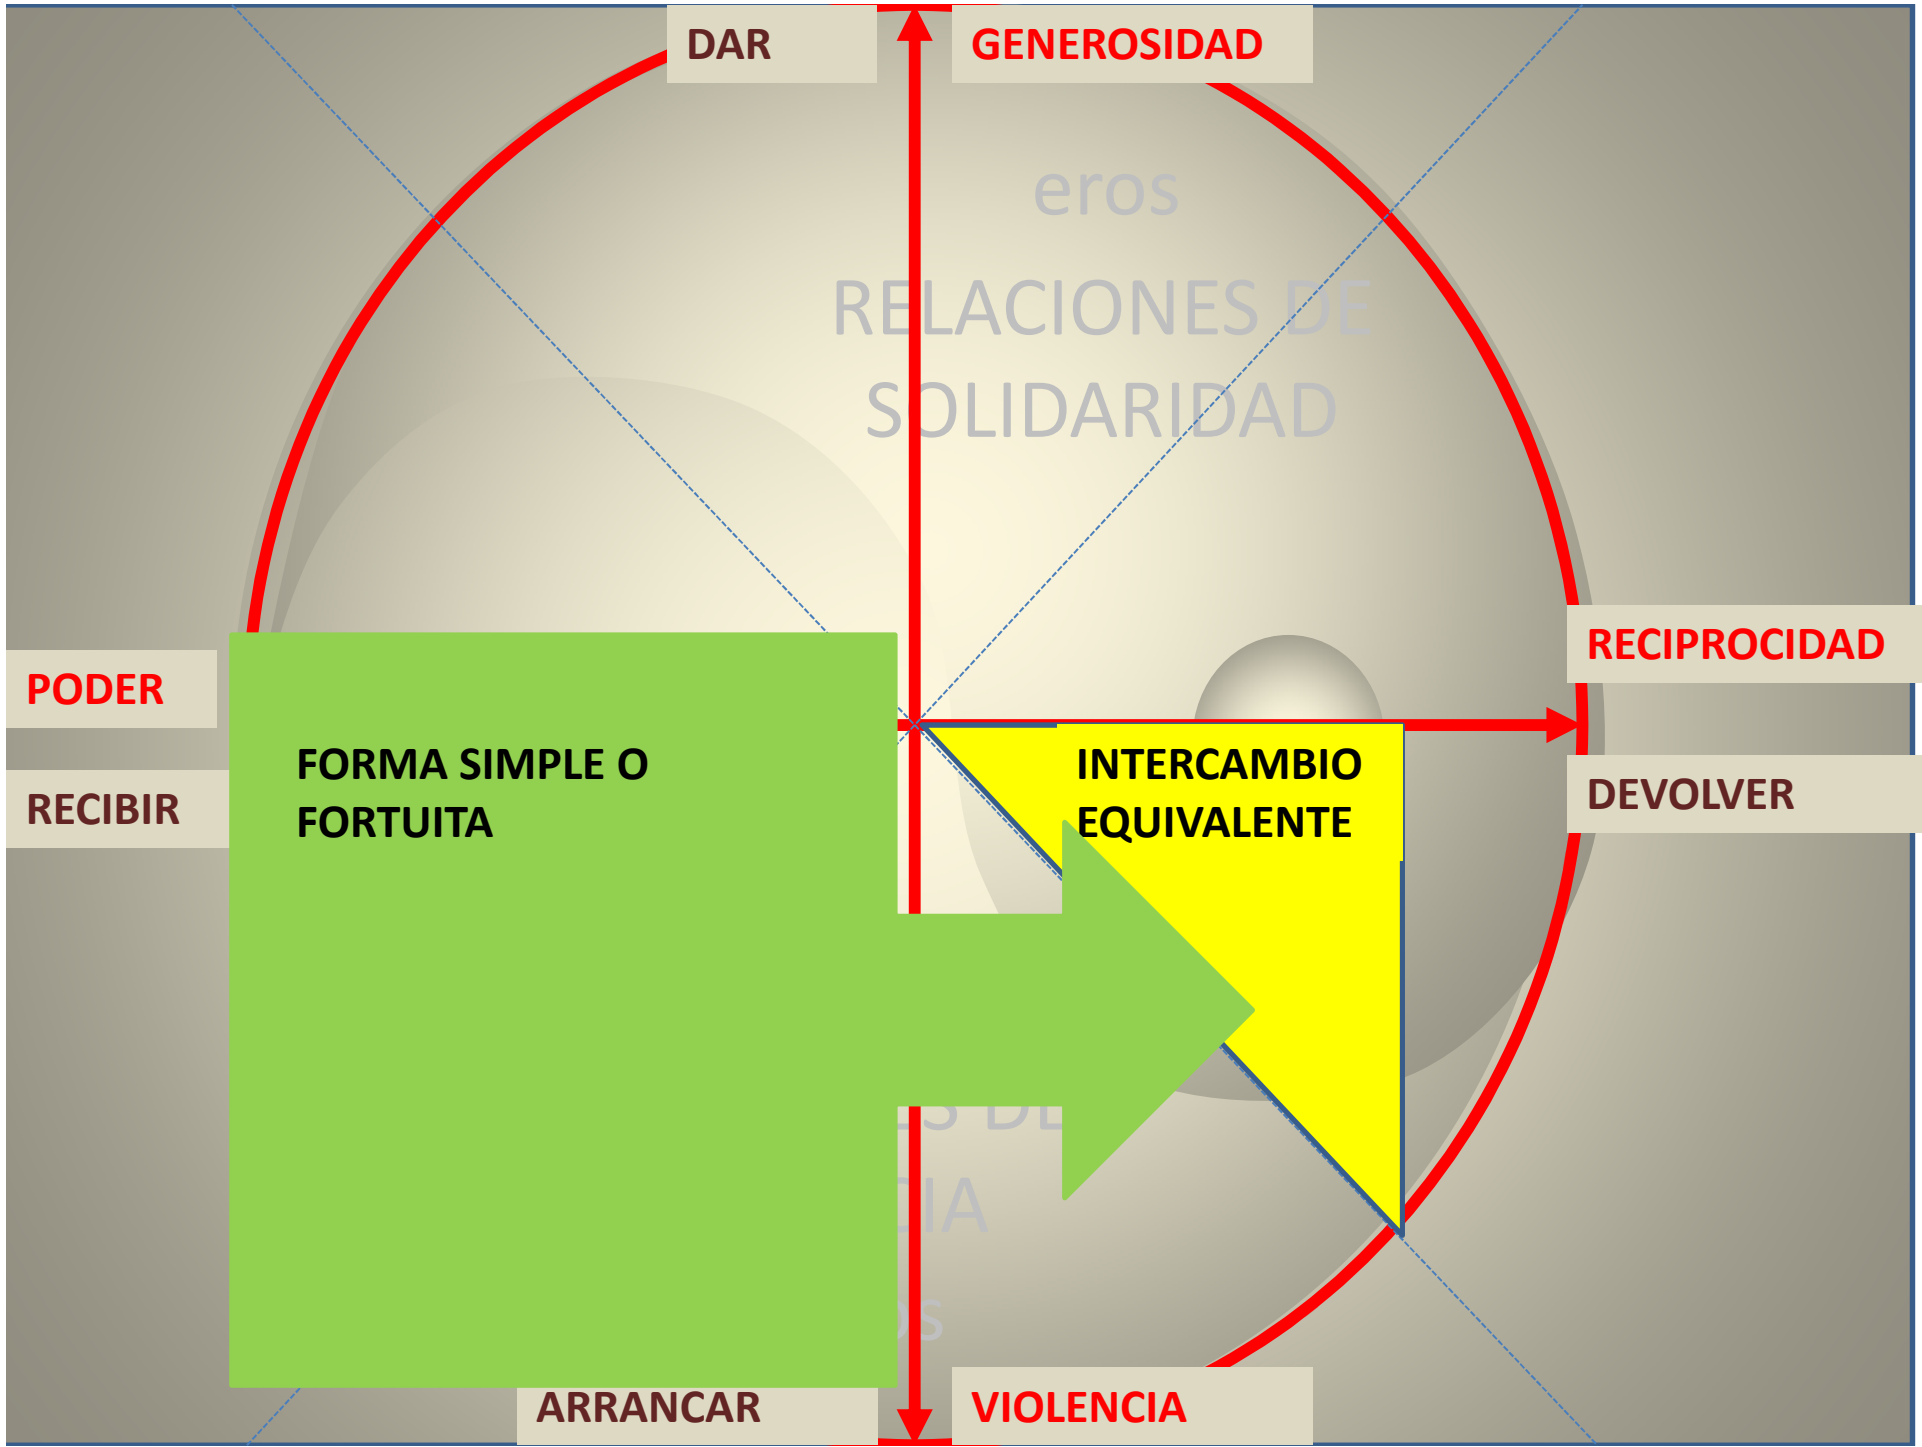 DAR
GENEROSIDAD
eros
RELACIONES DE
SOLIDARIDAD
RECIPROCIDAD
PODER
FORMA SIMPLE O
FORTUITA
INTERCAMBIO
EQUIVALENTE
DEVOLVER
RECIBIR
ARRANCAR
VIOLENCIA